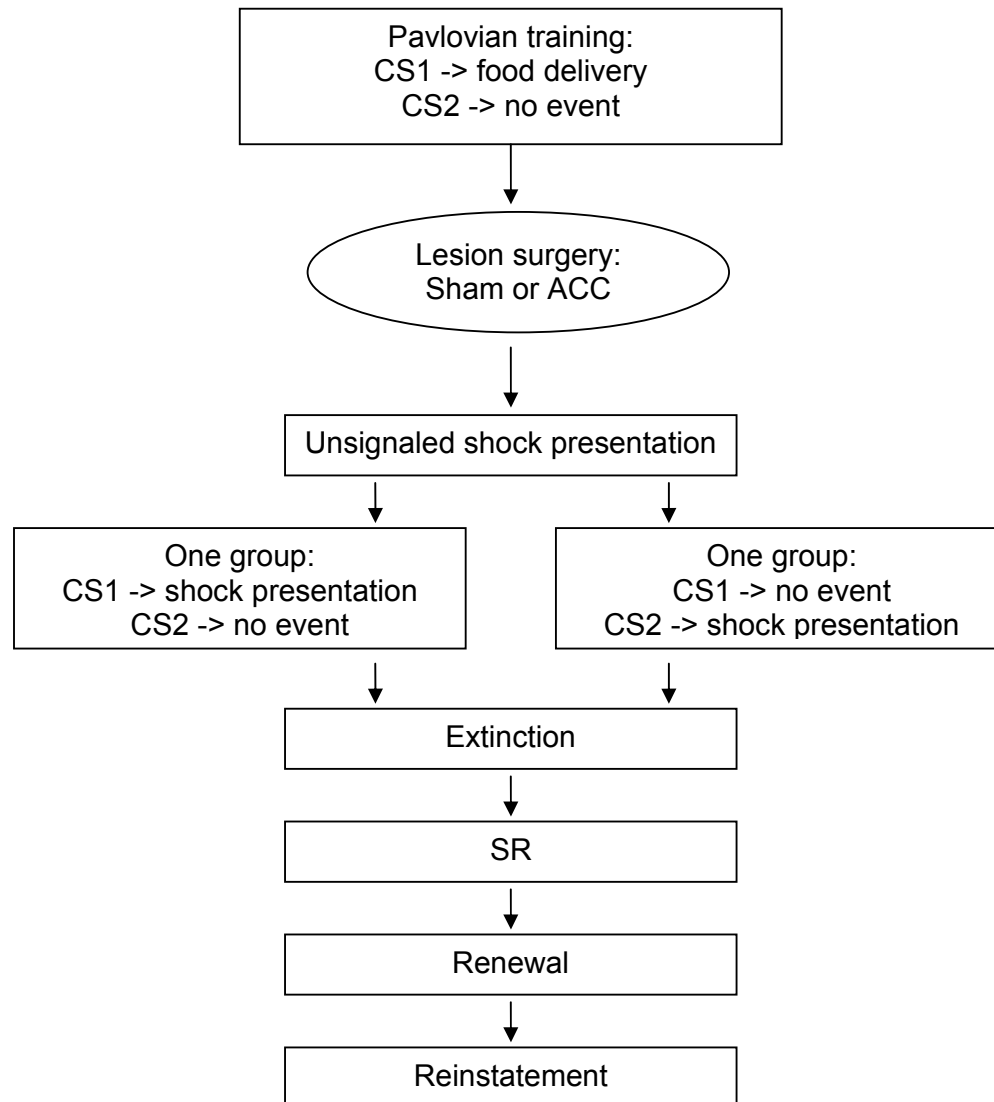 Pavlovian training:
CS1 -> food delivery
CS2 -> no event
Lesion surgery:
Sham or ACC
Unsignaled shock presentation
One group:
CS1 -> shock presentation
CS2 -> no event
One group:
CS1 -> no event
CS2 -> shock presentation
Extinction
SR
Renewal
Reinstatement